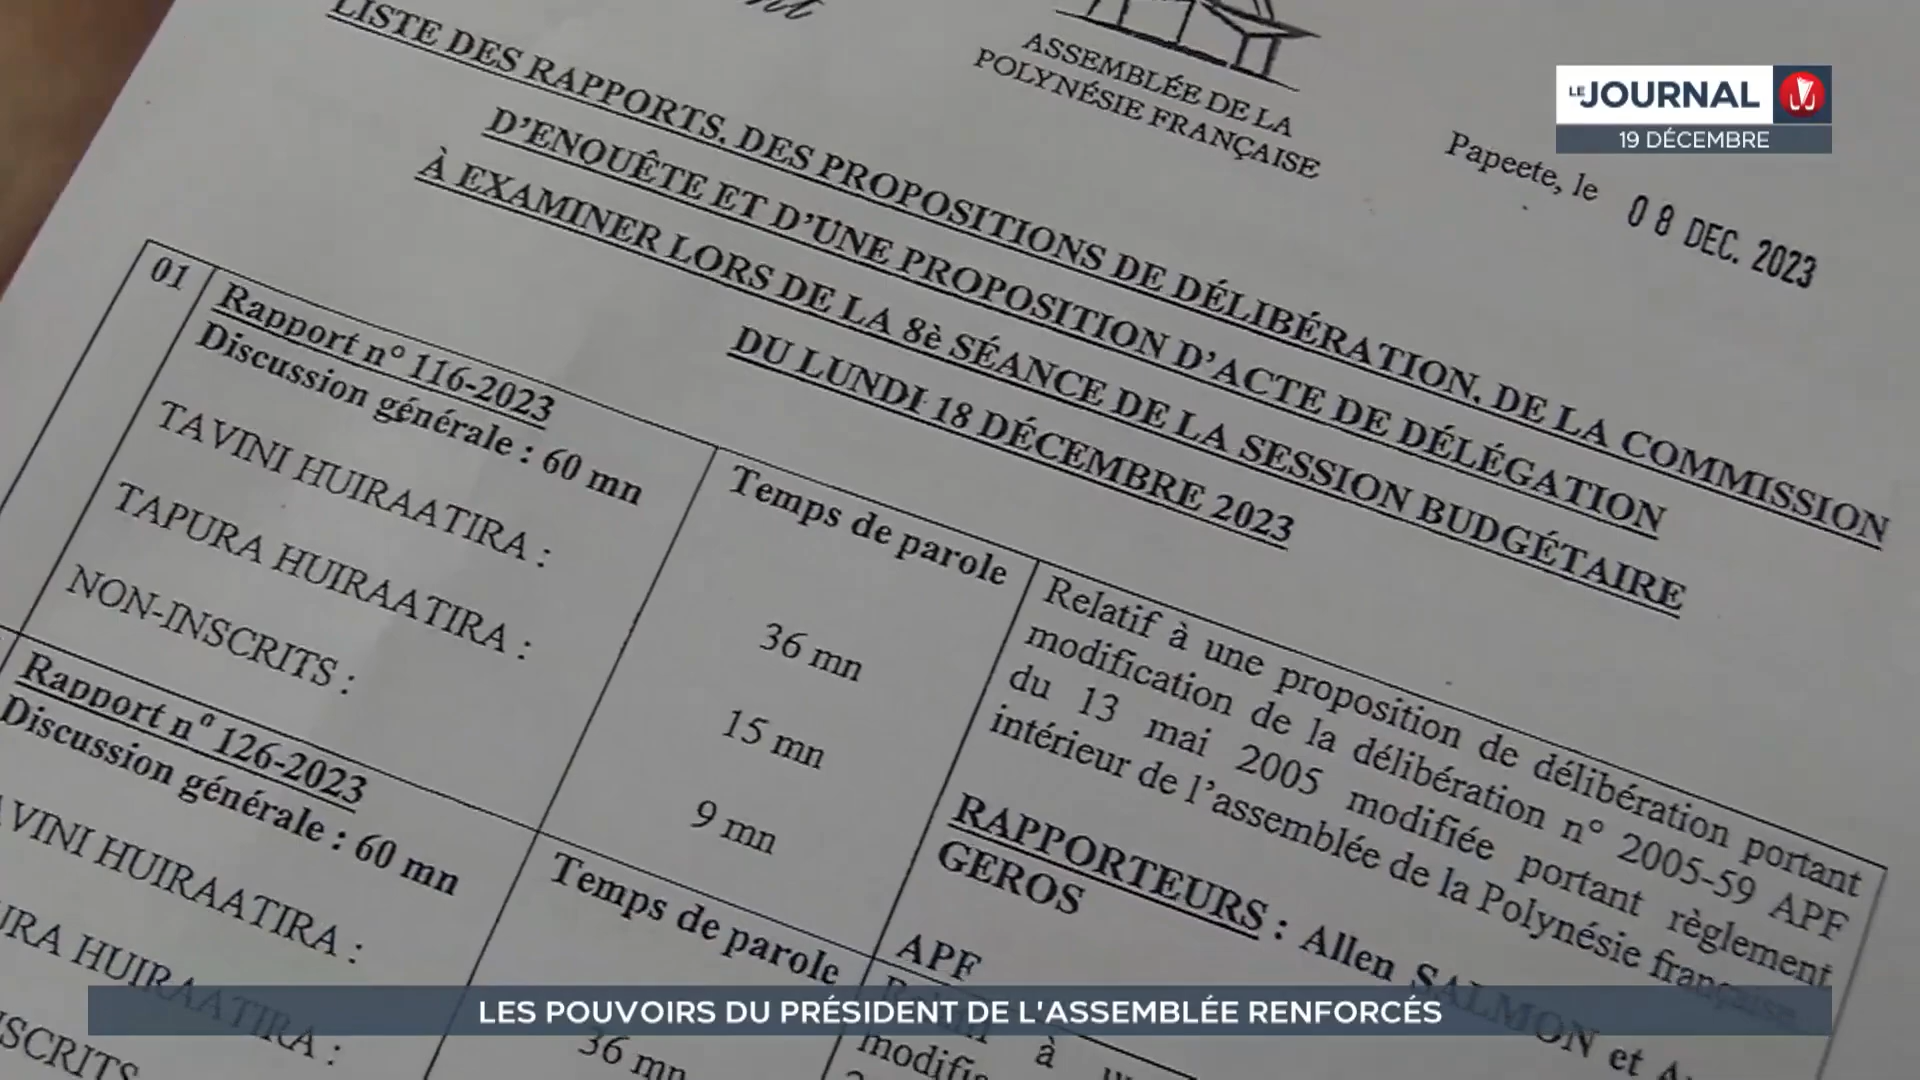 ASSEMBLÉE DE LA
POLYNÉSIE FRANÇAISE
LE JOURNAL
19 DÉCEMBRE
Papeete, le 08 DEC. 2023
LISTE DES RAPPORTS, DES PROPOSITIONS DE DÉLIBÉRATION, DE LA COMMISSION
D'ENQUÊTE ET D'UNE PROPOSITION D'ACTE DE DÉLÉGATION
À EXAMINER LORS DE LA 8è SÉANCE DE LA SESSION BUDGÉTAIRE
DU LUNDI 18 DÉCEMBRE 2023
01
Rapport n° 116-2023
Discussion générale : 60 mn
TAVINI HUIRAATIRA :
TAPURA HUIRAATIRA :
NON-INSCRITS :
Temps de parole
36 mn
15 mn
9 mn
Relatif à une proposition de délibération portant
modification de la délibération n° 2005-59 APF
du 13 mai 2005 modifiée portant règlement
intérieur de l'assemblée de la Polynésie française
RAPPORTEURS : Allen SALMON et
GEROS
Rapport n° 126-2023
Discussion générale : 60 mn
AVINI HUIRAATIRA :
URA HUIRAATIRA :
SCRITS
Temps de parole
36 mn
APF
à
modifi
LES POUVOIRS DU PRÉSIDENT DE L'ASSEMBLÉE RENFORCÉS